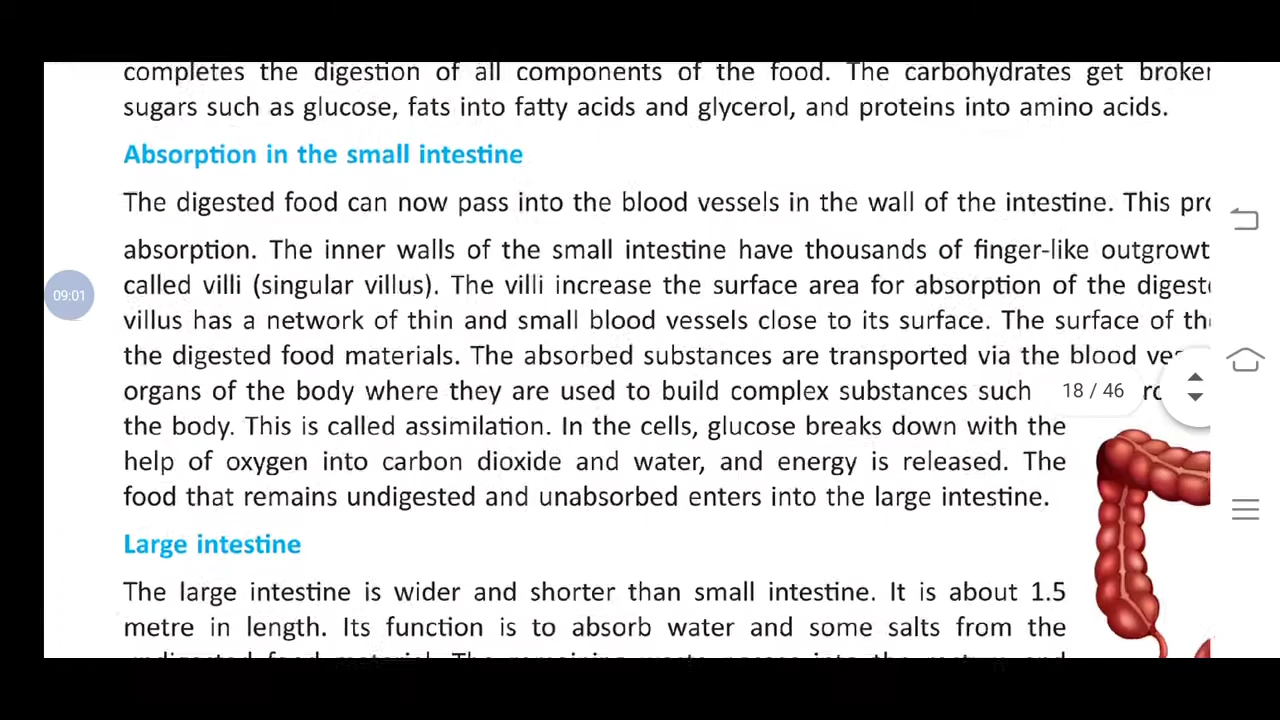 completes the digestion of all components of the food. The carbohydrates get
sugars such as glucose, fats into fatty acids and glycerol, and proteins into amino acids.
Absorption in the small intestine
The digested food can now pass into the blood vessels in the wall of the intestine. This
absorption. The inner walls of the small intestine have thousands of finger-like
called villi (singular villus). The villi increase the surface area for absorption of the
09:01
villus has a network of thin and small blood vessels close to its surface. The surface of
the digested food materials. The absorbed substances are transported via the blood
organs of the body where they are used to build complex substances such
18 / 46
the body. This is called assimilation. In the cells, glucose breaks down with the
help of oxygen into carbon dioxide and water, and energy is released. The
food that remains undigested and unabsorbed enters into the large intestine.
Large intestine
The large intestine is wider and shorter than small intestine. It is about 1.5
metre in length. Its function is to absorb water and some salts from the